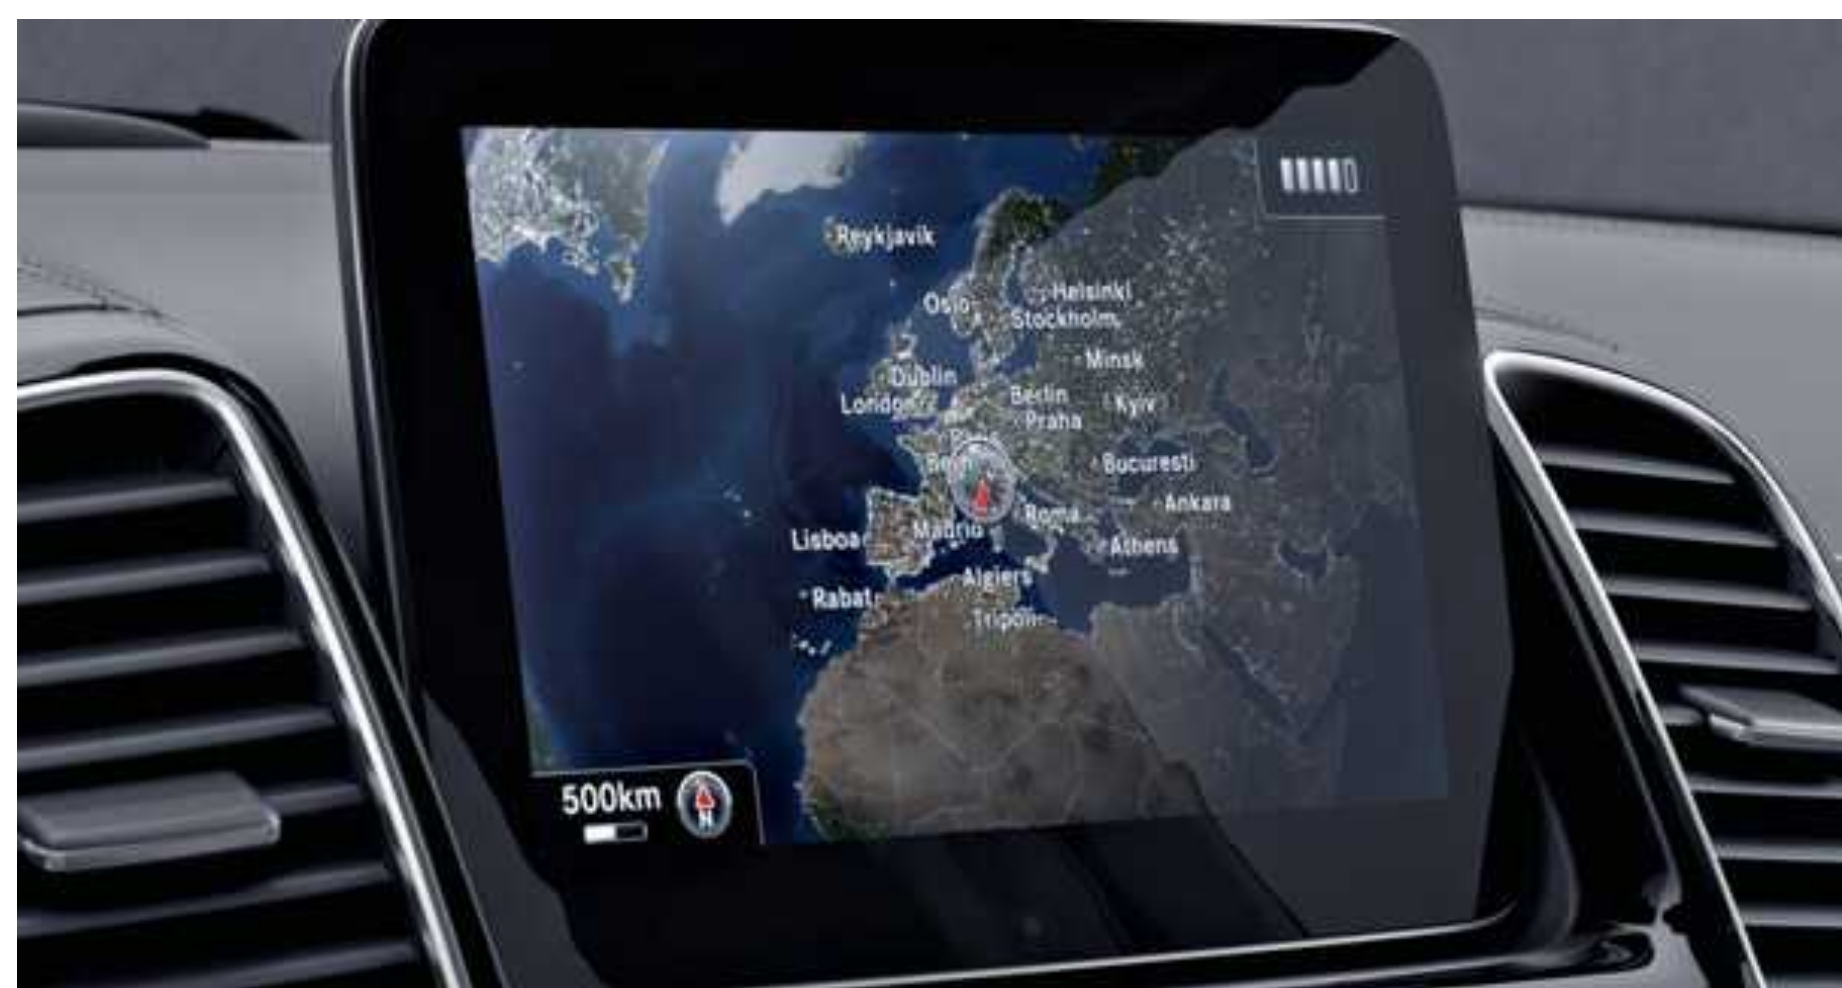 Reykjavik
Helsinki
Oslo
Stockholm
Minsk
Dublin
Berlin
London
Kyiv
Praha
Bern
Bucuresti
Ankara
Roma
Madrid
Lisboa
Athens
Algiers
Rabat
Tripoli
500km
N